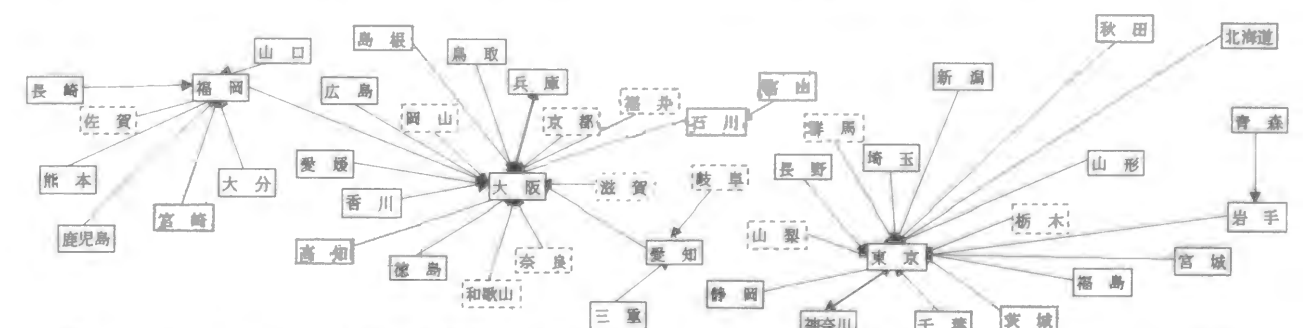 秋田
北海道
島根
鳥取
山口
新潟
兵庫
富山
長崎
福岡
広島
岡山
京都
福井
石川
群馬
青森
佐賀
埼玉
長野
山形
愛媛
熊本
大分
大阪
滋賀
岐阜
香川
宮崎
栃木
岩手
鹿児島
山梨
高知
徳島
奈良
愛知
東京
宮城
和歌山
静岡
福島
三重
神奈川
千葉
茨城